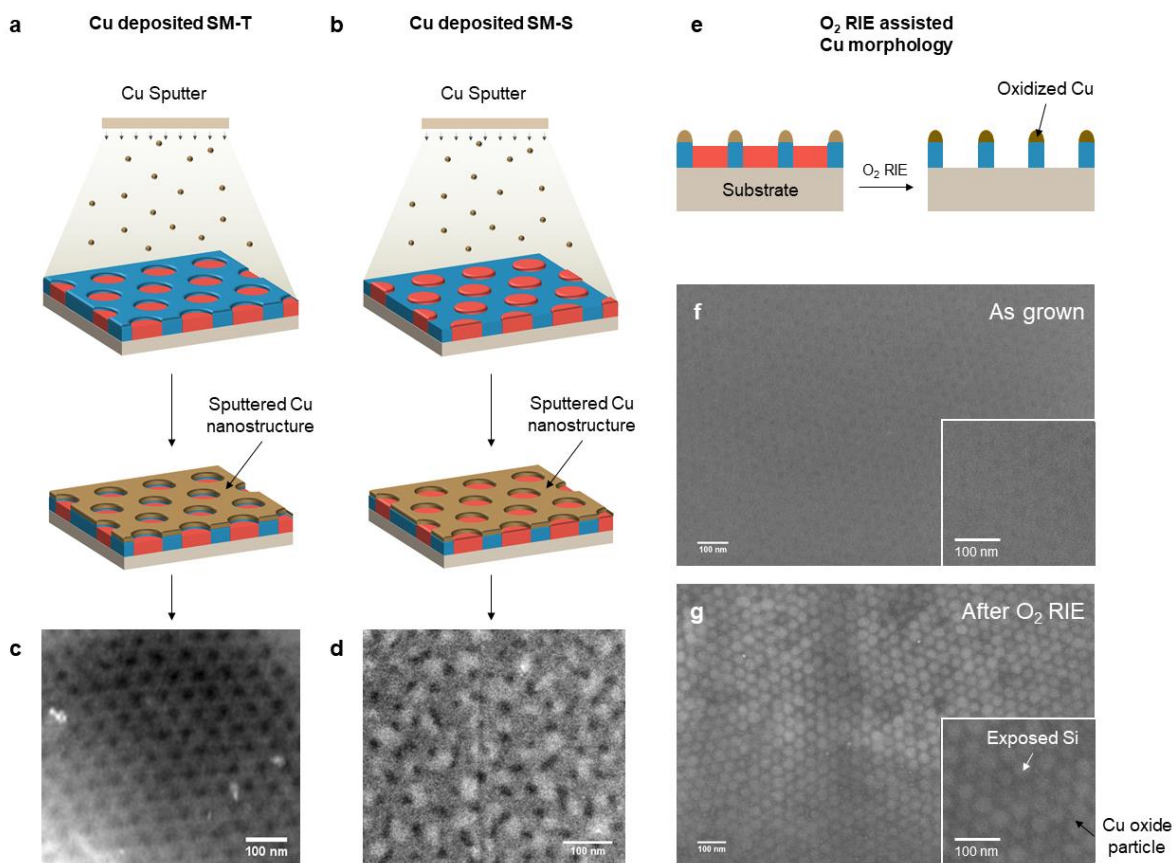 a
Cu deposited SM-T
Cu Sputter
Sputtered Cu
nanostructure
b
Cu deposited SM-S
Cu Sputter
Sputtered Cu
nanostructure
c
100 nm
d
100 nm
e
O₂ RIE assisted
Cu morphology
Oxidized Cu
Substrate
O₂ RIE
f
As grown
100 nm
100 nm
g
After O₂ RIE
Exposed Si
Cu oxide
particle
100 nm
100 nm